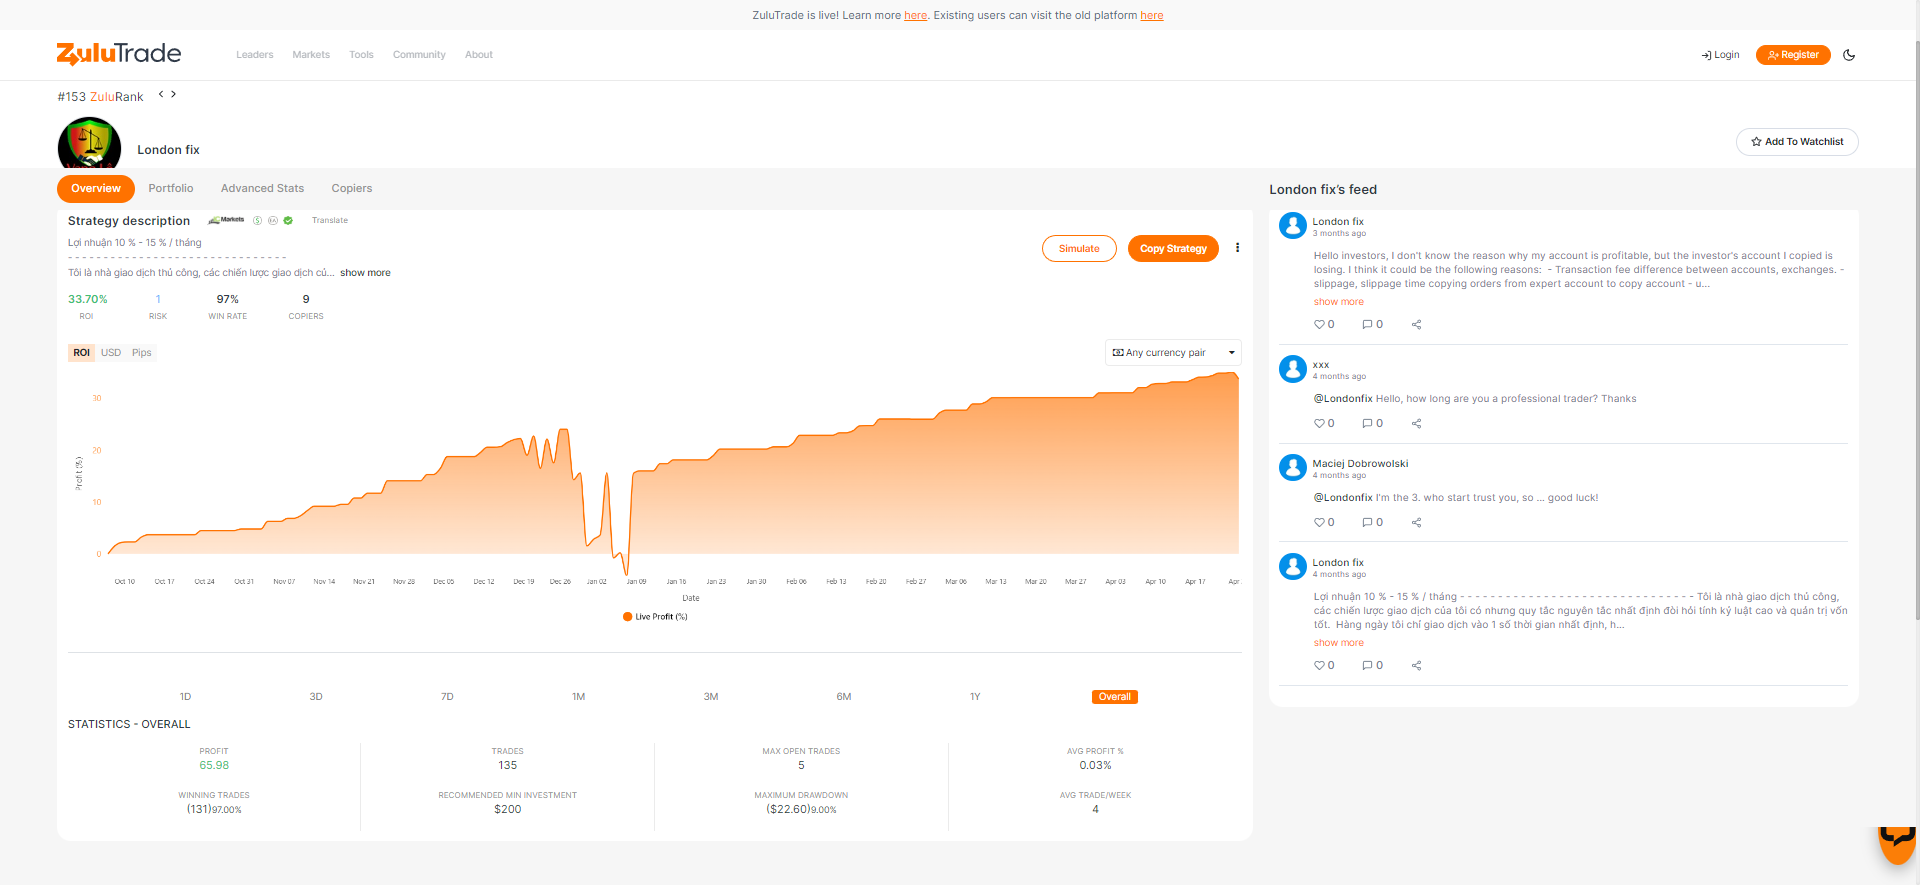 ZuluTrade is live! Learn more here. Existing users can visit the old platform here
ZuluTrade
Leaders
Markets
Tools
Community
About
Login
Register
#153 ZuluRank
London fix
Add To Watchlist
Overview
Portfolio
Advanced Stats
Copiers
Strategy description
Markets
Translate
Lợi nhuận 10 % - 15 % / tháng
- - - - - - - - - - - - - - - - - - - - - - - - - - - - - - -
Tôi là nhà giao dịch thủ công, các chiến lược giao dịch củ... show more
Simulate
Copy Strategy
33.70%
ROI
1
RISK
97%
WIN RATE
9
COPIERS
ROI
USD
Pips
Any currency pair
Profit (%)
30
20
10
0
Oct 10
Oct 17
Oct 24
Oct 31
Nov 07
Nov 14
Nov 21
Nov 28
Dec 05
Dec 12
Dec 19
Dec 26
Jan 02
Jan 09
Jan 16
Jan 23
Jan 30
Feb 06
Feb 13
Feb 20
Feb 27
Mar 06
Mar 13
Mar 20
Mar 27
Apr 03
Apr 10
Apr 17
Apr
Date
Live Profit (%)
1D
3D
7D
1M
3M
6M
1Y
Overall
STATISTICS - OVERALL
PROFIT
65.98
TRADES
135
MAX OPEN TRADES
5
AVG PROFIT %
0.03%
WINNING TRADES
(131)97.00%
RECOMMENDED MIN INVESTMENT
$200
MAXIMUM DRAWDOWN
($22.60)9.00%
AVG TRADE/WEEK
4
London fix's feed
London fix
3 months ago
Hello investors, I don't know the reason why my account is profitable, but the investor's account I copied is
losing. I think it could be the following reasons: - Transaction fee difference between accounts, exchanges. -
slippage, slippage time copying orders from expert account to copy account - u...
show more
0
0
xxx
4 months ago
@Londonfix Hello, how long are you a professional trader? Thanks
0
0
Maciej Dobrowolski
4 months ago
@Londonfix I'm the 3. who start trust you, so ... good luck!
0
0
London fix
4 months ago
Lợi nhuận 10 % - 15 % / tháng - - - - - - - - - - - - - - - - - - - - - - - - - - - - - - - Tôi là nhà giao dịch thủ công,
các chiến lược giao dịch của tôi có nhưng quy tắc nguyên tắc nhất định đòi hỏi tính kỷ luật cao và quản trị vốn
tốt. Hàng ngày tôi chỉ giao dịch vào 1 số thời gian nhất định, h...
show more
0
0